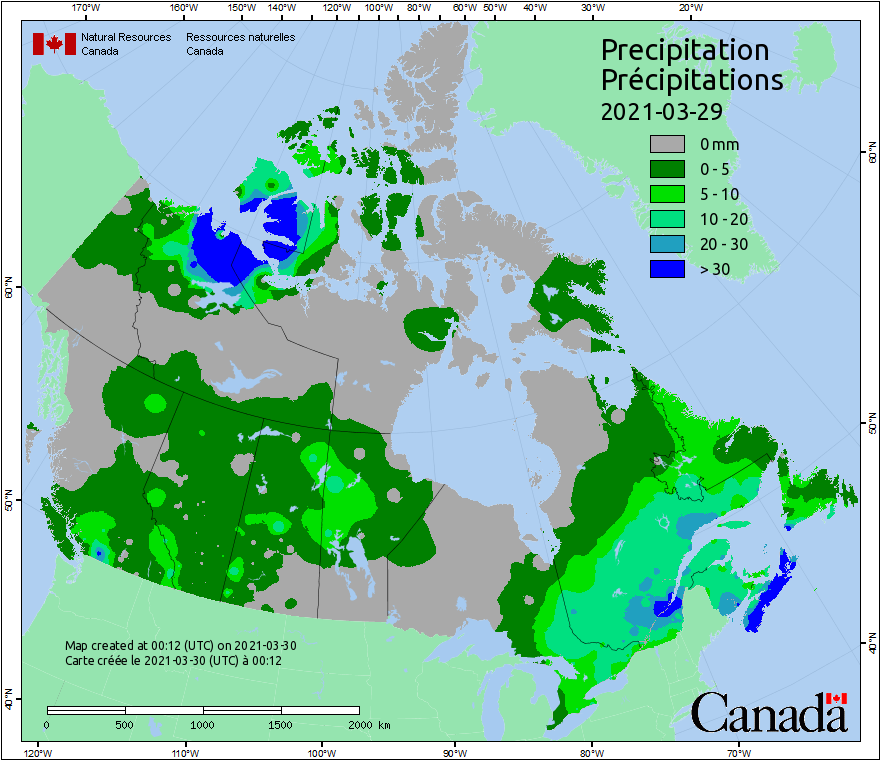 170°W 160°W 150°W 140°W 120°W 100°W 80°W 60°W 50°W 40°W 30°W 20°W
Natural Resources Ressources naturelles
Canada Canada
Precipitation
Précipitations
2021-03-29
0 mm
0 - 5
5 - 10
10 - 20
20 - 30
> 30
60°N
60°N
50°N
50°N
40°N
40°N
Map created at 00:12 (UTC) on 2021-03-30
Carte créée le 2021-03-30 (UTC) à 00:12
0 500 1000 1500 2000 km
Canada
120°W 110°W 100°W 90°W 80°W 70°W